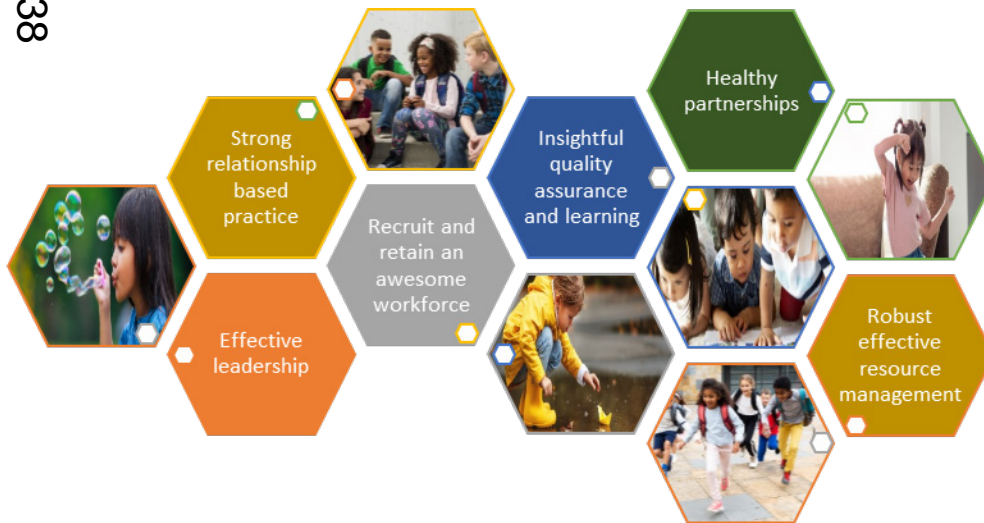 38
Strong
relationship
based
practice
Effective
leadership
Recruit and
retain an
awesome
workforce
Insightful
quality
assurance
and learning
Healthy
partnerships
Robust
effective
resource
management